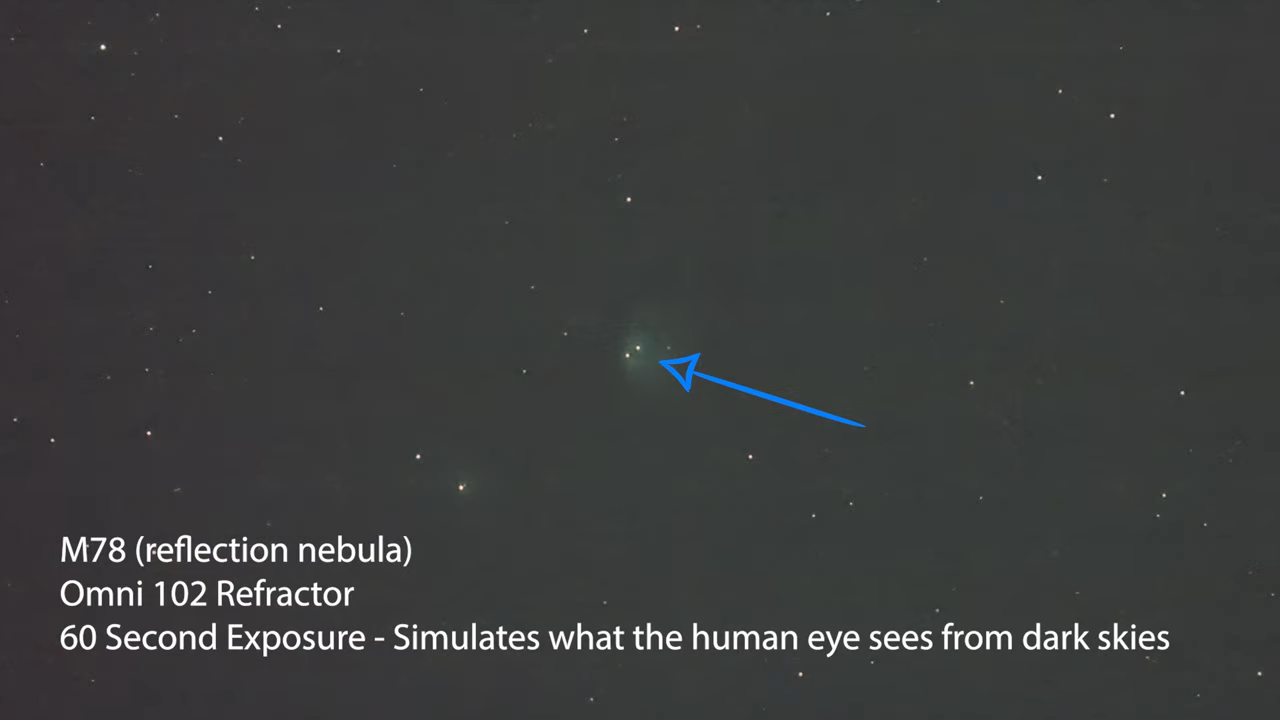 M78 (reflection nebula)
Omni 102 Refractor
60 Second Exposure - Simulates what the human eye sees from dark skies